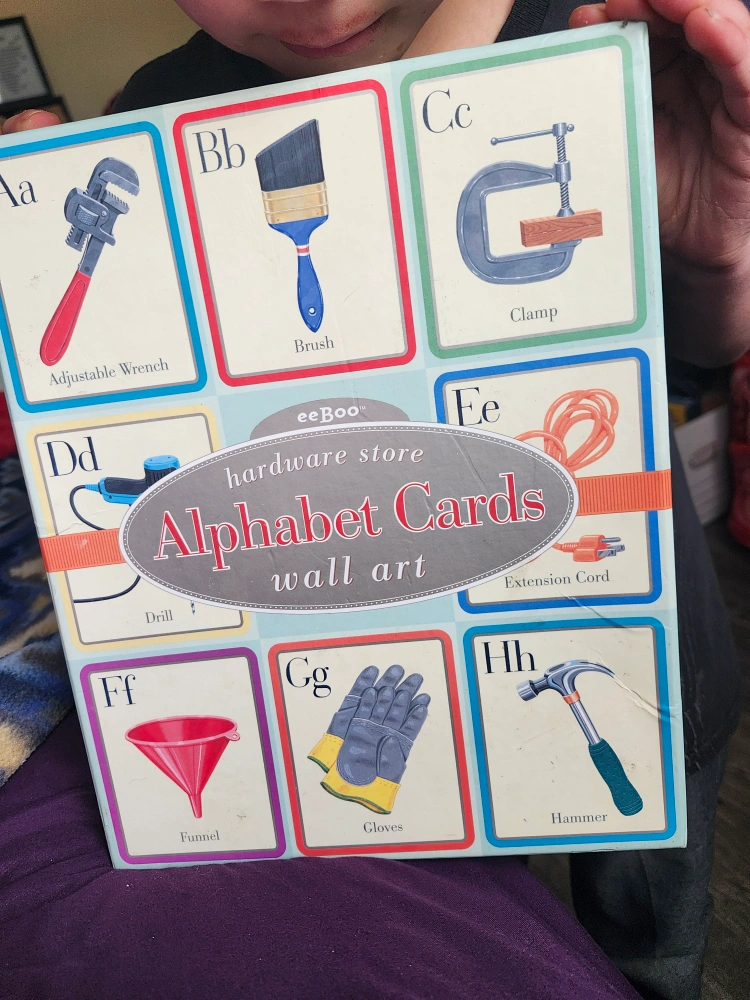 Aa
Adjustable Wrench
Bb
Brush
Cc
Clamp
Dd
Drill
eeBoo™
hardware store
Alphabet Cards
wall art
Ee
Extension Cord
Ff
Funnel
Gg
Gloves
Hh
Hammer